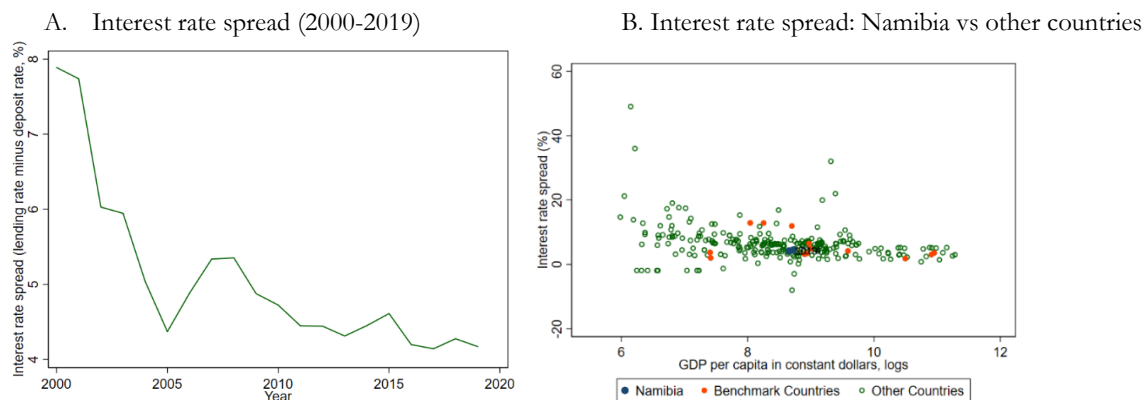 A. Interest rate spread (2000-2019)
Interest rate spread (lending rate minus deposit rate, %)
8
7
6
5
4
2000
2005
2010
2015
2020
Year
B. Interest rate spread: Namibia vs other countries
Interest rate spread (%)
60
40
20
0
-20
6
8
10
12
GDP per capita in constant dollars, logs
Namibia
Benchmark Countries
Other Countries